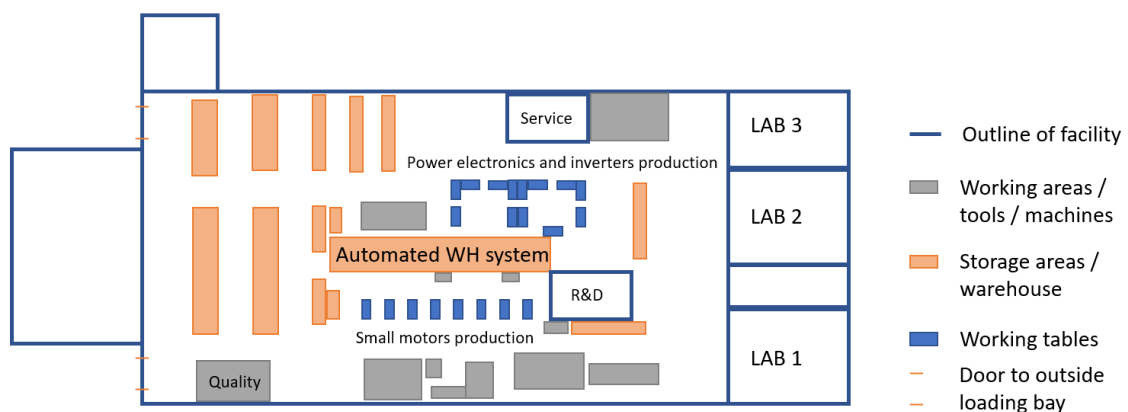 Service
LAB 3
Power electronics and inverters production
LAB 2
Automated WH system
R&D
Small motors production
LAB 1
Quality
Outline of facility
Working areas /
tools / machines
Storage areas /
warehouse
Working tables
Door to outside
loading bay